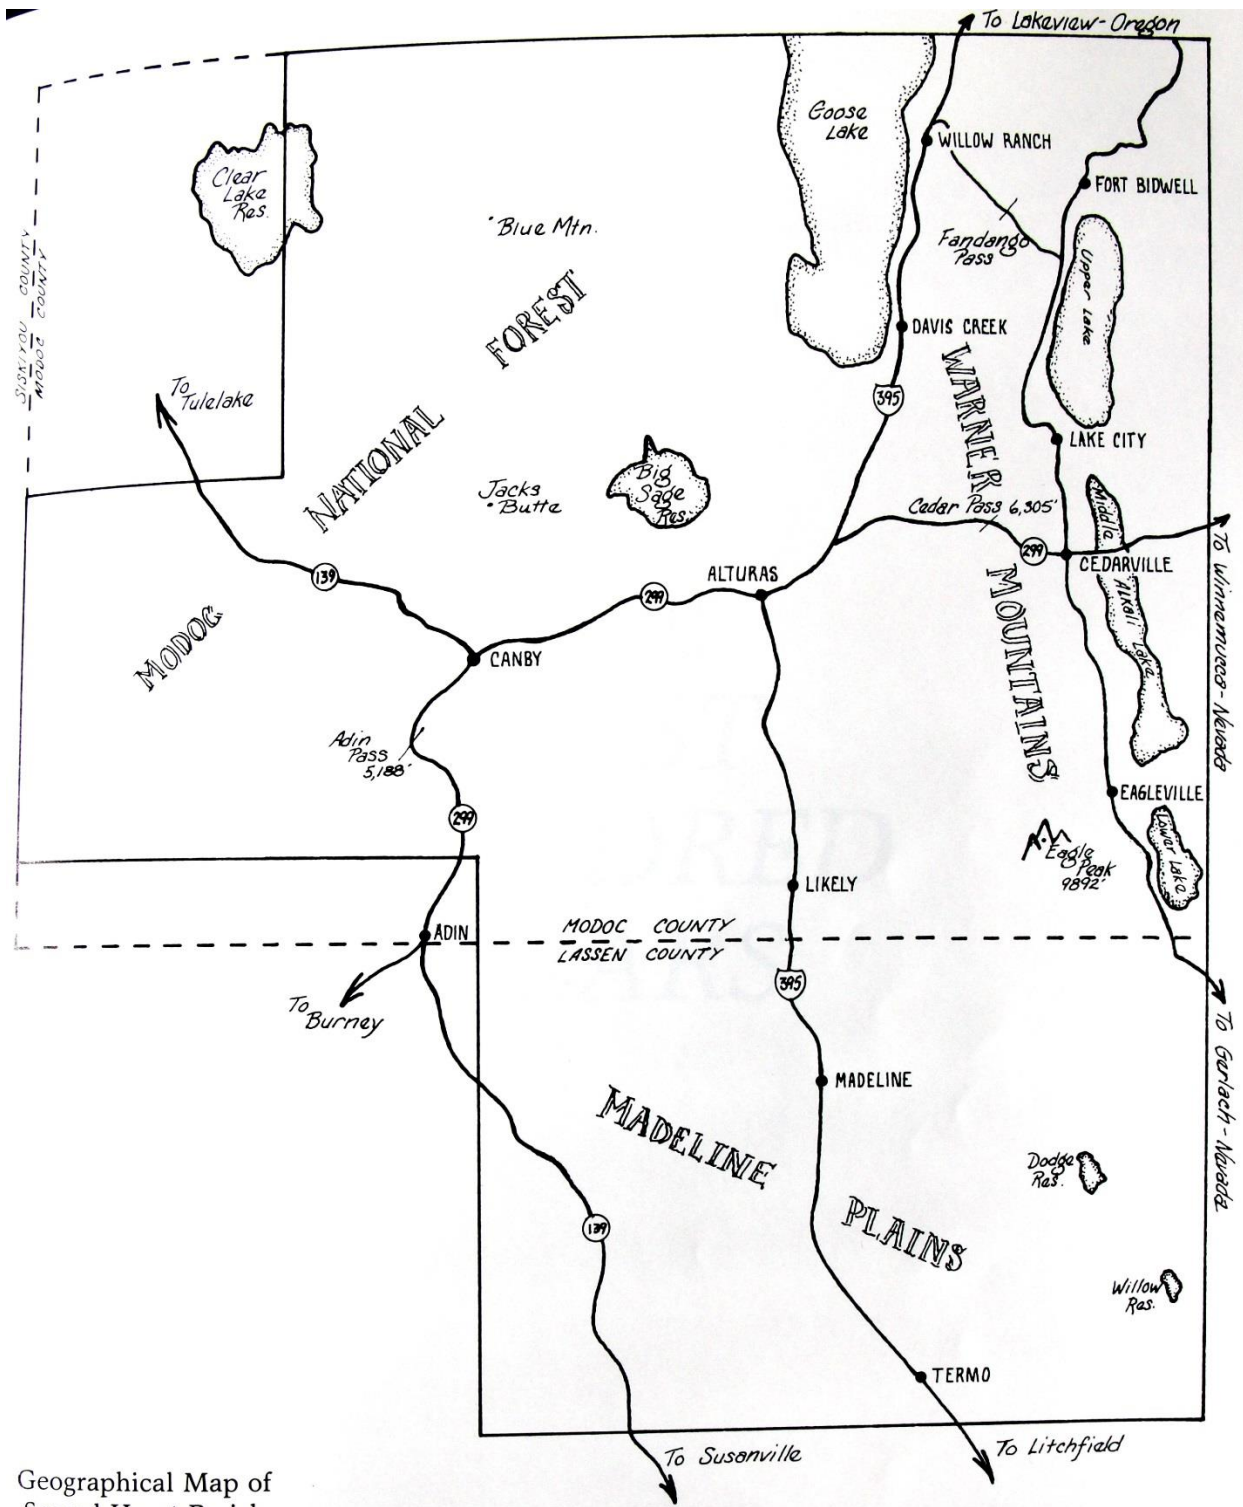 To Lakeview-Oregon
Goose
Lake
WILLOW RANCH
Clear
Lake
Res.
FORT BIDWELL
Blue Mtn.
Fandango
Pass
Upper Lake
SISKIYOU COUNTY
MODOC COUNTY
NATIONAL
FOREST
DAVIS CREEK
To
Tulelake
395
WARNER
LAKE CITY
Jacks
Butte
Big
Sage
Res.
Cedar Pass 6,305'
Middle
299
CEDARVILLE
To Winnemucca-Nevada
139
ALTURAS
299
Alkali
Lake
MODOC
CANBY
MOUNTAINS
Adin
Pass
5,188'
299
EAGLEVILLE
Lower Lake
Eagle
Peak
9892'
LIKELY
ADIN
MODOC COUNTY
LASSEN COUNTY
395
To
Burney
To Gerlach-Nevada
MADELINE
MADELINE
PLAINS
Dodge
Res.
139
Willow
Res.
TERMO
To Susanville
To Litchfield
Geographical Map of